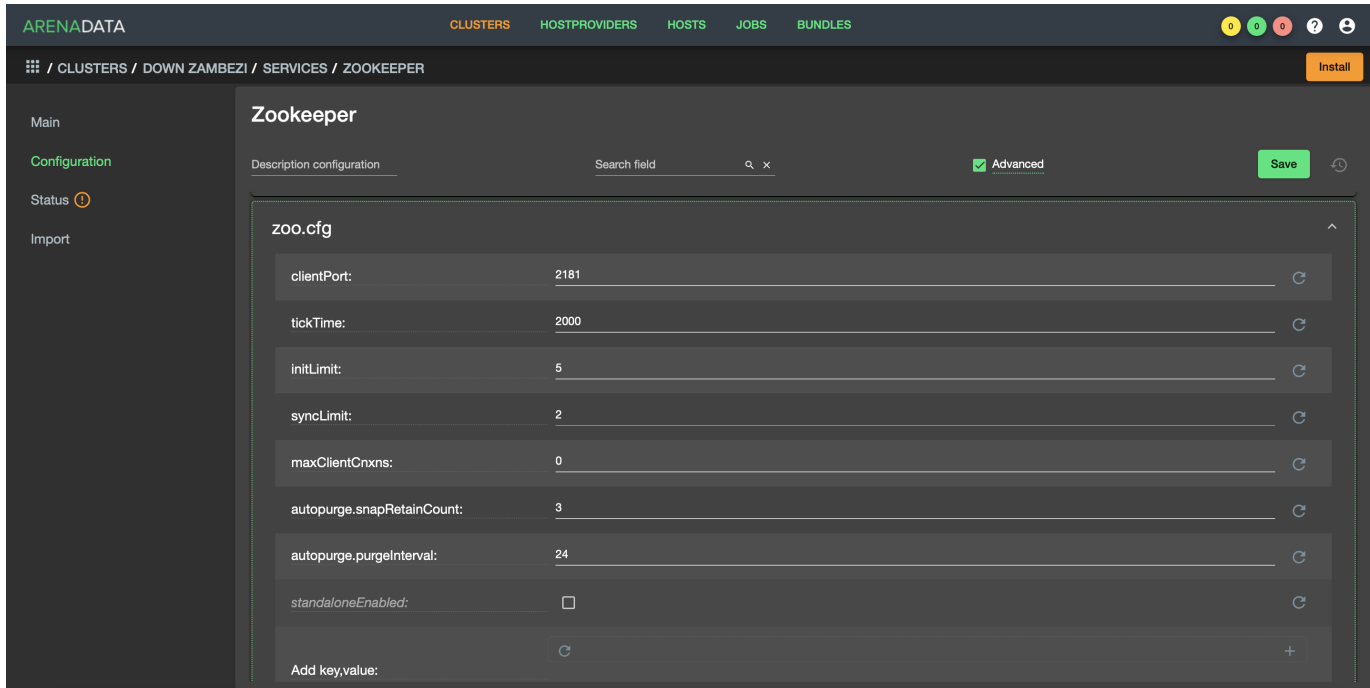 ARENADATA CLUSTERS HOSTPROVIDERS HOSTS JOBS BUNDLES 0 0 0 ?
/ CLUSTERS / DOWN ZAMBEZI / SERVICES / ZOOKEEPER Install
Main
Configuration
Status !
Import
Zookeeper
Description configuration Search field Advanced Save
zoo.cfg
clientPort: 2181
tickTime: 2000
initLimit: 5
syncLimit: 2
maxClientCnxns: 0
autopurge.snapRetainCount: 3
autopurge.purgeInterval: 24
standaloneEnabled:
Add key,value: